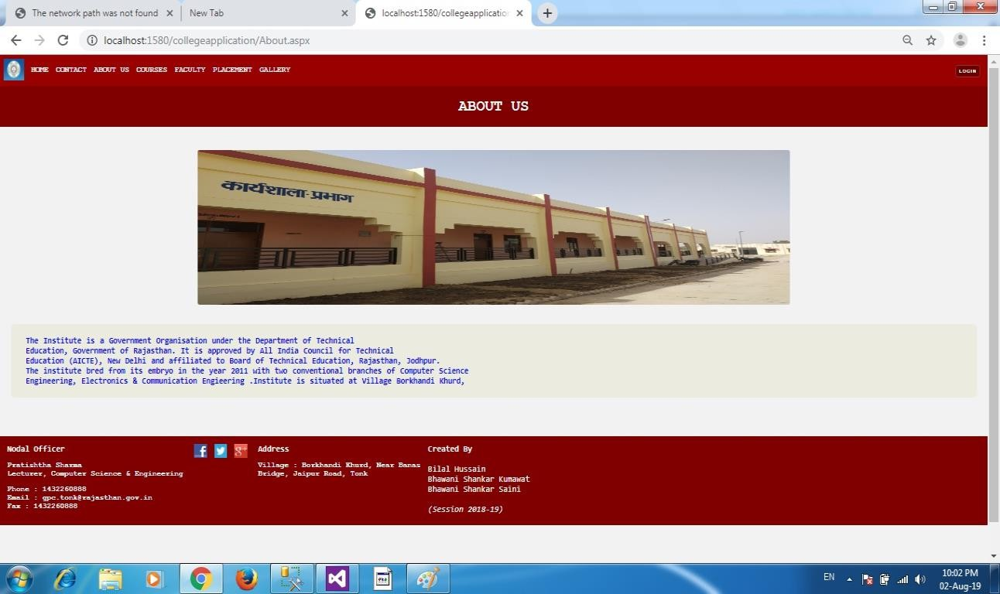 The network path was not found
New Tab
localhost:1580/collegeapplication
localhost:1580/collegeapplication/About.aspx
HOME CONTACT ABOUT US COURSES FACULTY PLACEMENT GALLERY
LOGIN
ABOUT US
कार्यशाला-प्रभाग
The Institute is a Government Organisation under the Department of Technical
Education, Government of Rajasthan. It is approved by All India Council for Technical
Education (AICTE), New Delhi and affiliated to Board of Technical Education, Rajasthan, Jodhpur.
The institute bred from its embryo in the year 2011 with two conventional branches of Computer Science
Engineering, Electronics & Communication Engieering .Institute is situated at Village Borkhandi Khurd,
Nodal Officer
Pratishtha Sharma
Lecturer, Computer Science & Engineering
Phone : 1432260888
Email : gpc.tonk@rajasthan.gov.in
Fax : 1432260888
f
g+
Address
Village : Borkhandi Khurd, Near Banas
Bridge, Jaipur Road, Tonk
Created By
Bilal Hussain
Bhawani Shankar Kumawat
Bhawani Shankar Saini
(Session 2018-19)
EN
10:02 PM
02-Aug-19